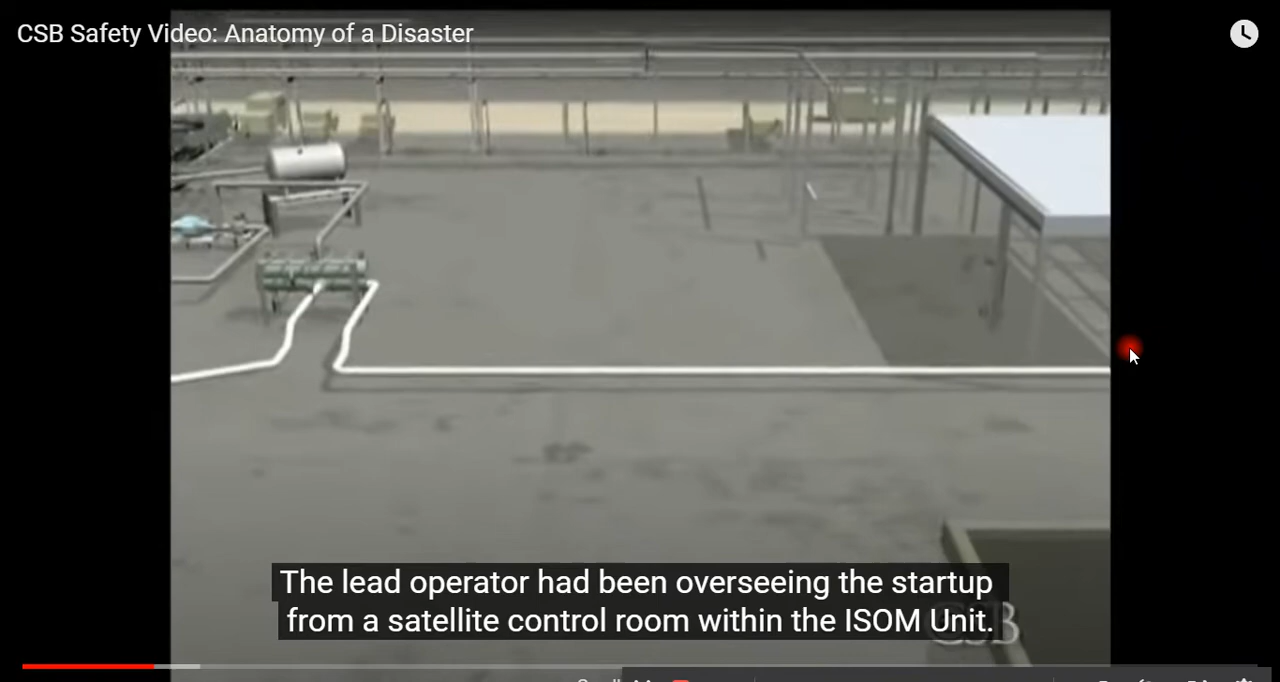 CSB Safety Video: Anatomy of a Disaster
The lead operator had been overseeing the startup
from a satellite control room within the ISOM Unit.
CSB